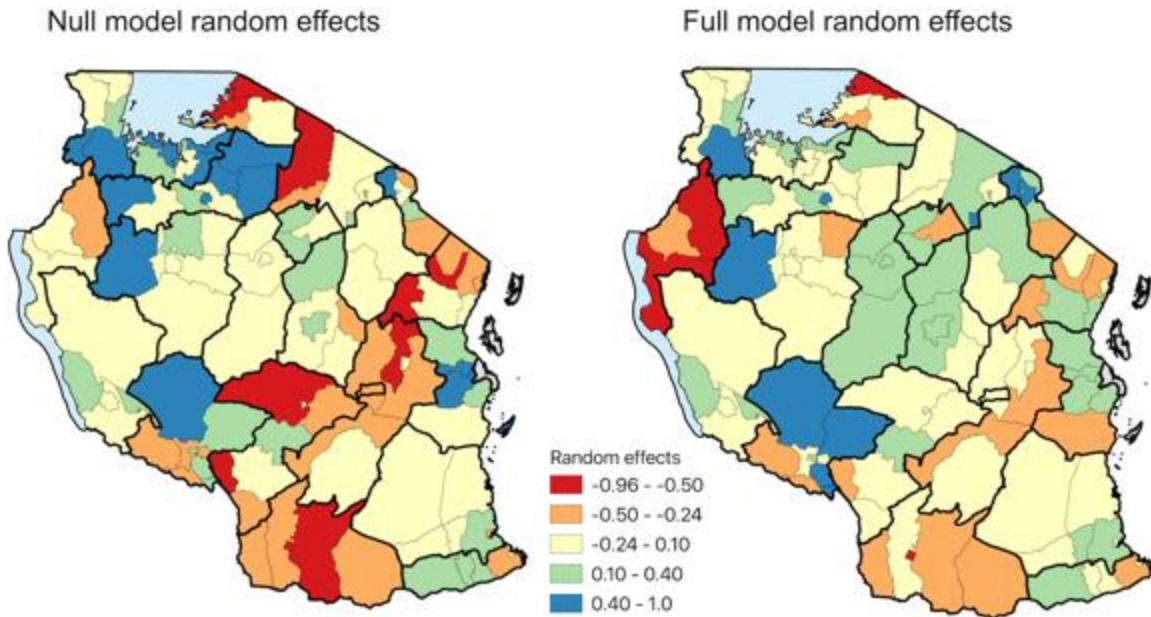 Null model random effects
Full model random effects
Random effects
-0.96 - -0.50
-0.50 - -0.24
-0.24 - 0.10
0.10 - 0.40
0.40 - 1.0